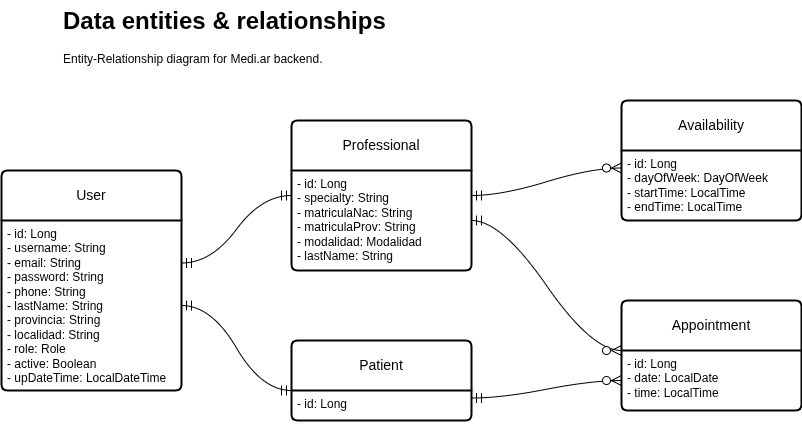 Data entities & relationships
Entity-Relationship diagram for Medi.ar backend.
User
- id: Long
- username: String
- email: String
- password: String
- phone: String
- lastName: String
- provincia: String
- localidad: String
- role: Role
- active: Boolean
- upDateTime: LocalDateTime
Professional
- id: Long
- specialty: String
- matriculaNac: String
- matriculaProv: String
- modalidad: Modalidad
- lastName: String
Patient
- id: Long
Availability
- id: Long
- dayOfWeek: DayOfWeek
- startTime: LocalTime
- endTime: LocalTime
Appointment
- id: Long
- date: LocalDate
- time: LocalTime